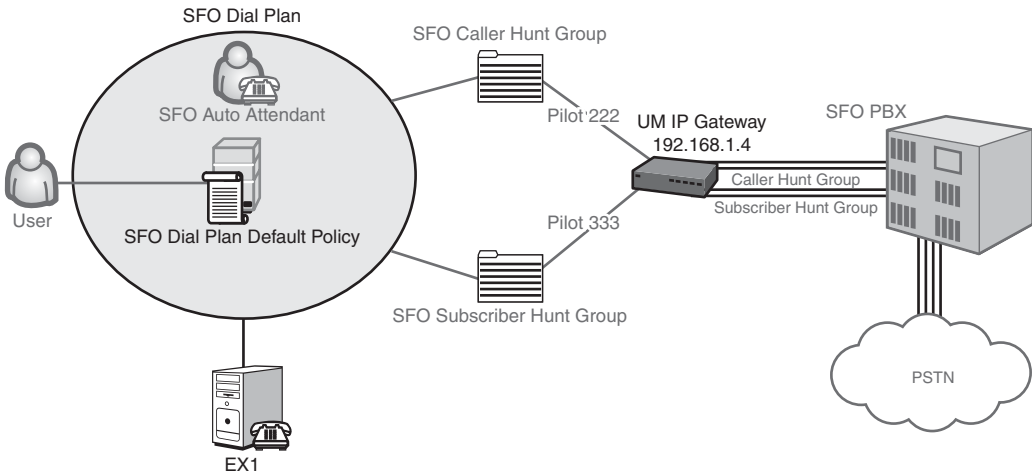 SFO Dial Plan
SFO Caller Hunt Group
SFO Auto Attendant
Pilot 222
UM IP Gateway
192.168.1.4
SFO PBX
Caller Hunt Group
Subscriber Hunt Group
User
SFO Dial Plan Default Policy
Pilot 333
SFO Subscriber Hunt Group
PSTN
EX1